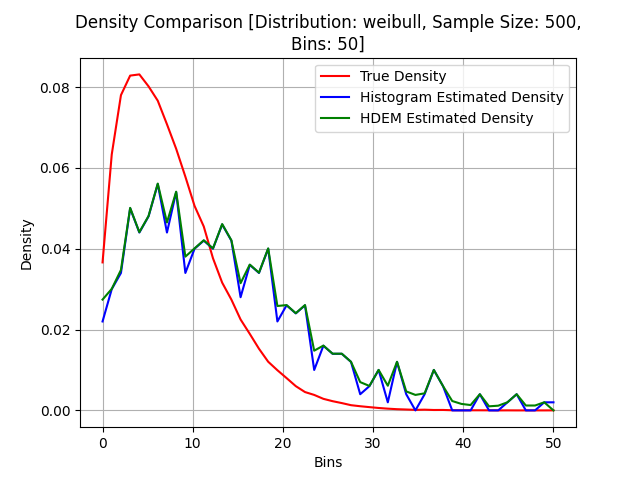 Density Comparison [Distribution: weibull, Sample Size: 500,
Bins: 50]
True Density
Histogram Estimated Density
HDEM Estimated Density
Density
0.08
0.06
0.04
0.02
0.00
0 10 20 30 40 50
Bins